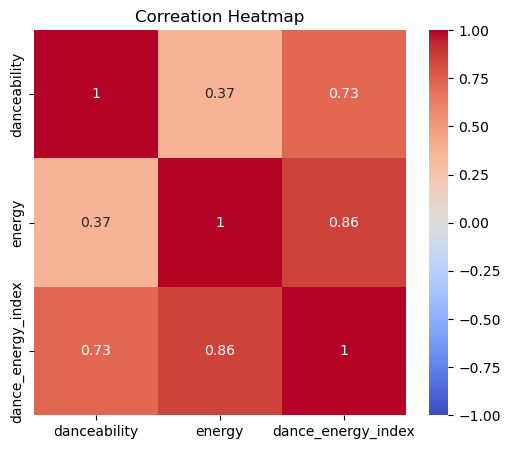 Correation Heatmap
danceability
1
0.37
0.73
energy
0.37
1
0.86
dance_energy_index
0.73
0.86
1
danceability
energy
dance_energy_index
1.00
0.75
0.50
0.25
0.00
−0.25
−0.50
−0.75
−1.00